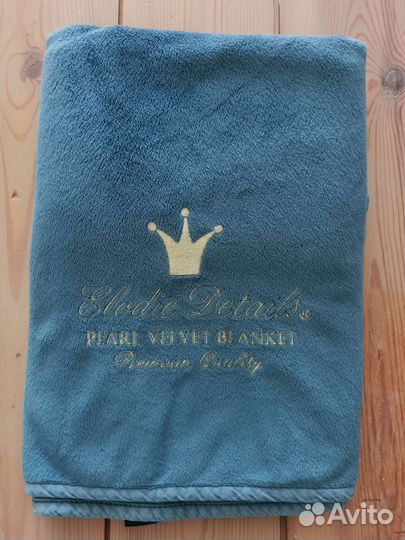 Elodie Details®
PEARL VELVET BLANKET
Premium Quality
Avito